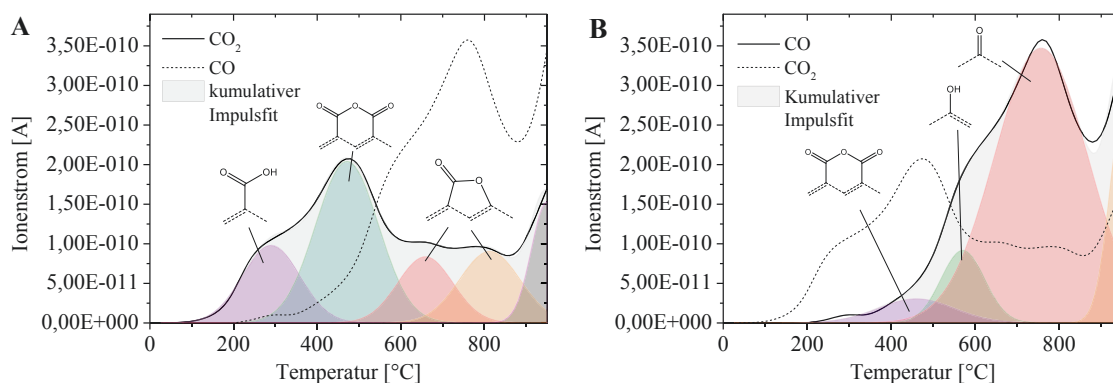 A
CO2
CO
kumulativer
Impulsfit
Ionenstrom [A]
3,50E-010
3,00E-010
2,50E-010
2,00E-010
1,50E-010
1,00E-010
5,00E-011
0,00E+000
O
OH
O
O
O
O
O
0
200
400
600
800
Temperatur [°C]
B
CO
CO2
Kumulativer
Impulsfit
Ionenstrom [A]
3,50E-010
3,00E-010
2,50E-010
2,00E-010
1,50E-010
1,00E-010
5,00E-011
0,00E+000
O
OH
O
O
O
0
200
400
600
800
Temperatur [°C]